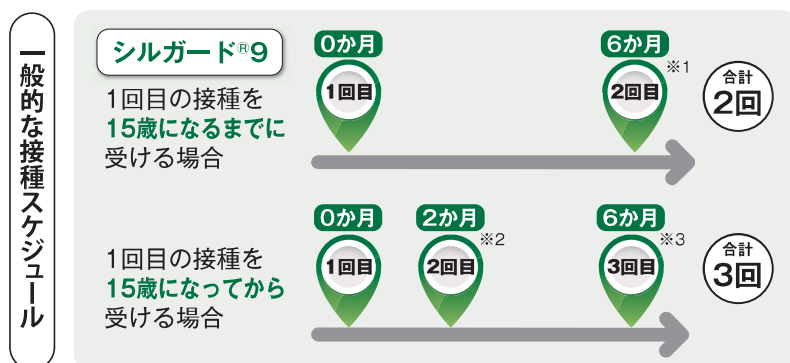 一般的な接種スケジュール
シルガード®9
1回目の接種を
15歳になるまでに
受ける場合
0か月
1回目
6か月
2回目
※1
合計
2回
1回目の接種を
15歳になってから
受ける場合
0か月
1回目
2か月
2回目
※2
6か月
3回目
※3
合計
3回